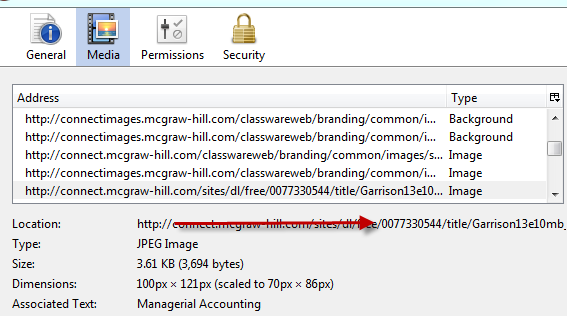 General Media Permissions Security
Address Type
http://connectimages.mcgraw-hill.com/classwareweb/branding/common/i... Background
http://connectimages.mcgraw-hill.com/classwareweb/branding/common/i... Background
http://connect.mcgraw-hill.com/classwareweb/branding/common/images/s... Image
http://connectimages.mcgraw-hill.com/classwareweb/branding/common/i... Image
http://connect.mcgraw-hill.com/sites/dl/free/0077330544/title/Garrison13e10... Image
Location: http://connect.mcgraw-hill.com/sites/dl/free/0077330544/title/Garrison13e10mb_
Type: JPEG Image
Size: 3.61 KB (3,694 bytes)
Dimensions: 100px × 121px (scaled to 70px × 86px)
Associated Text: Managerial Accounting